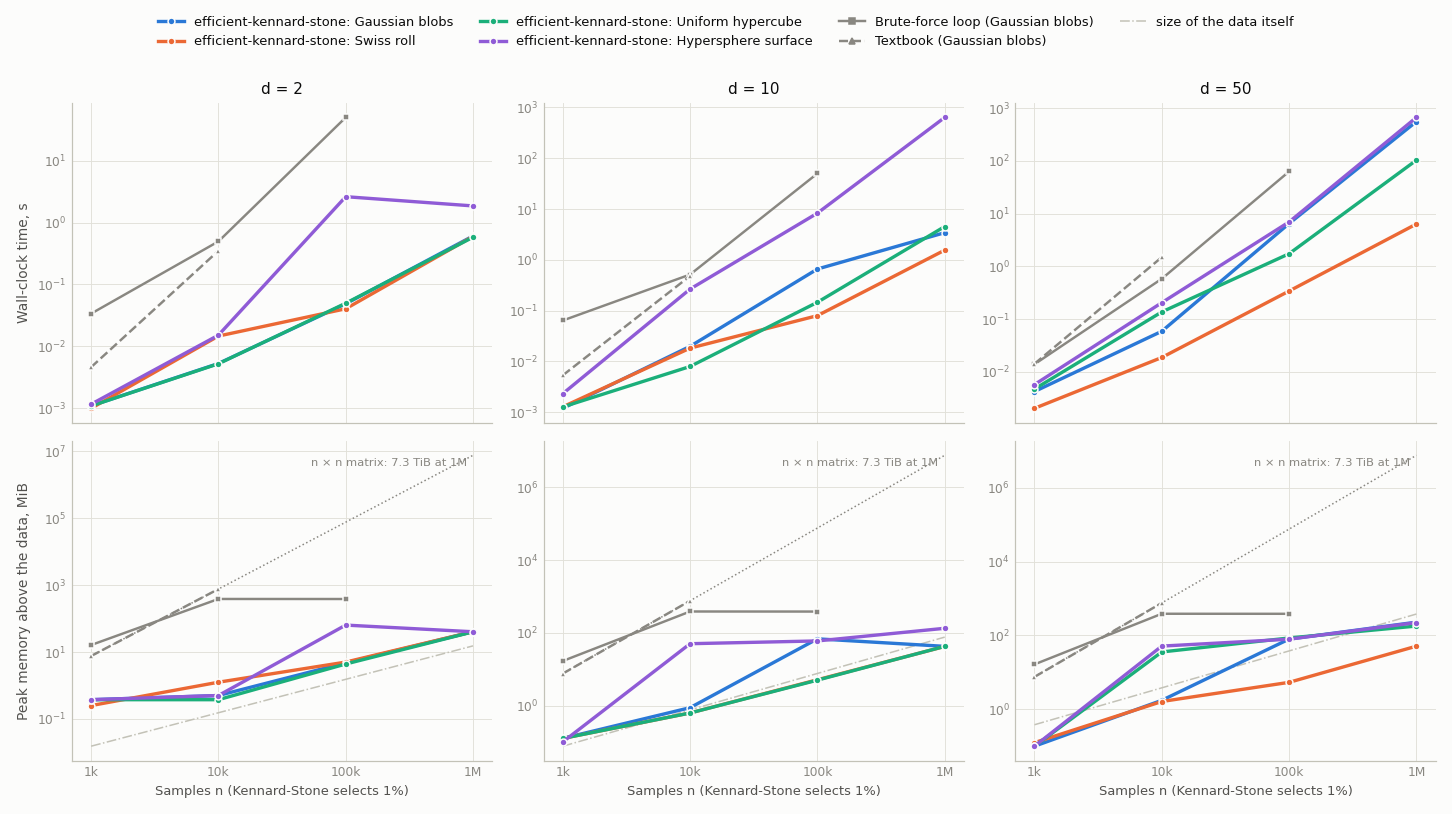 efficient-kennard-stone: Gaussian blobs
efficient-kennard-stone: Swiss roll
efficient-kennard-stone: Uniform hypercube
efficient-kennard-stone: Hypersphere surface
Brute-force loop (Gaussian blobs)
Textbook (Gaussian blobs)
size of the data itself
d = 2
d = 10
d = 50
Wall-clock time, s
10¹
10⁰
10⁻¹
10⁻²
10⁻³
10³
10²
10¹
10⁰
10⁻¹
10⁻²
10⁻³
10³
10²
10¹
10⁰
10⁻¹
10⁻²
Peak memory above the data, MiB
10⁷
10⁵
10³
10¹
10⁻¹
n × n matrix: 7.3 TiB at 1M
1k 10k 100k 1M
Samples n (Kennard-Stone selects 1%)
10⁶
10⁴
10²
10⁰
n × n matrix: 7.3 TiB at 1M
1k 10k 100k 1M
Samples n (Kennard-Stone selects 1%)
10⁶
10⁴
10²
10⁰
n × n matrix: 7.3 TiB at 1M
1k 10k 100k 1M
Samples n (Kennard-Stone selects 1%)